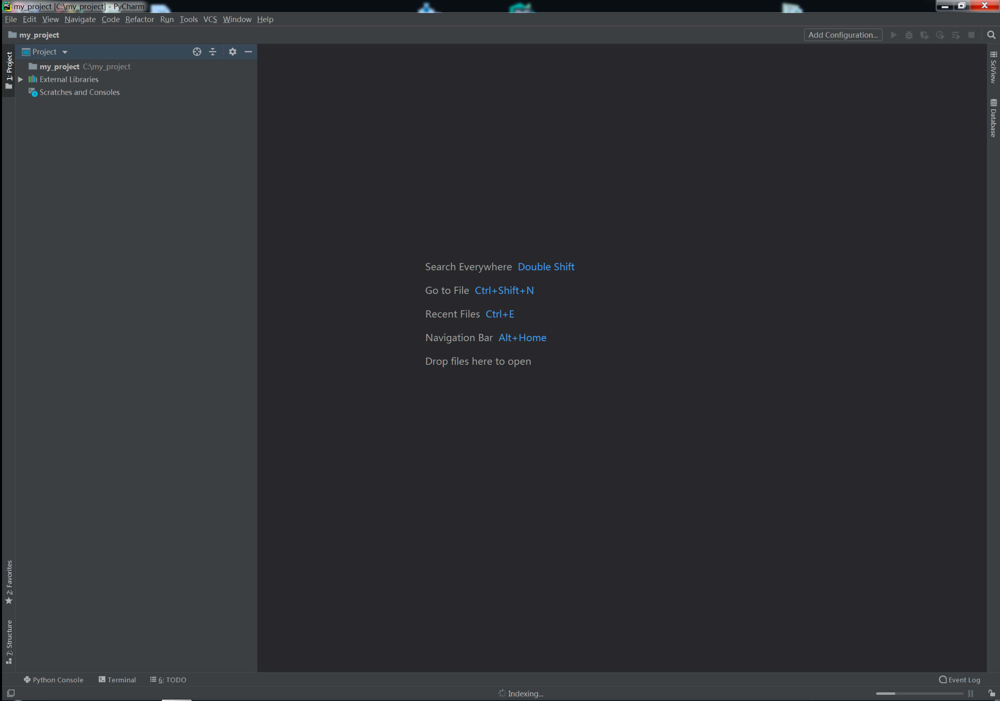 my_project [C:\my_project] - PyCharm
File Edit View Navigate Code Refactor Run Tools VCS Window Help
my_project
Add Configuration...
1: Project
Project
my_project C:\my_project
External Libraries
Scratches and Consoles
SciView
Database
Search Everywhere Double Shift
Go to File Ctrl+Shift+N
Recent Files Ctrl+E
Navigation Bar Alt+Home
Drop files here to open
2: Favorites
7: Structure
Python Console Terminal 6: TODO
Event Log
Indexing...